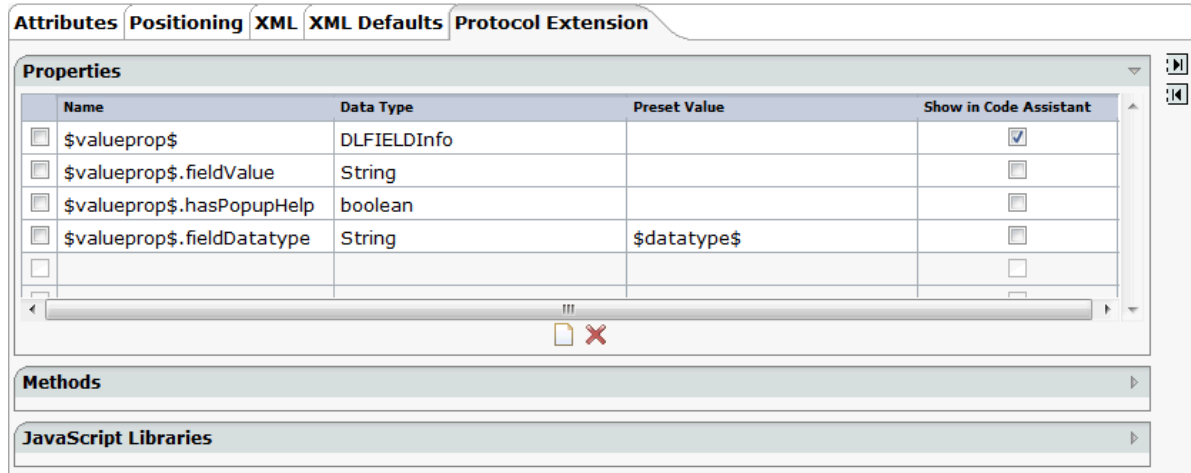 Attributes Positioning XML XML Defaults Protocol Extension
Properties
Name Data Type Preset Value Show in Code Assistant
$valueprop$ DLFIELDInfo
$valueprop$.fieldValue String
$valueprop$.hasPopupHelp boolean
$valueprop$.fieldDatatype String $datatype$
Methods
JavaScript Libraries